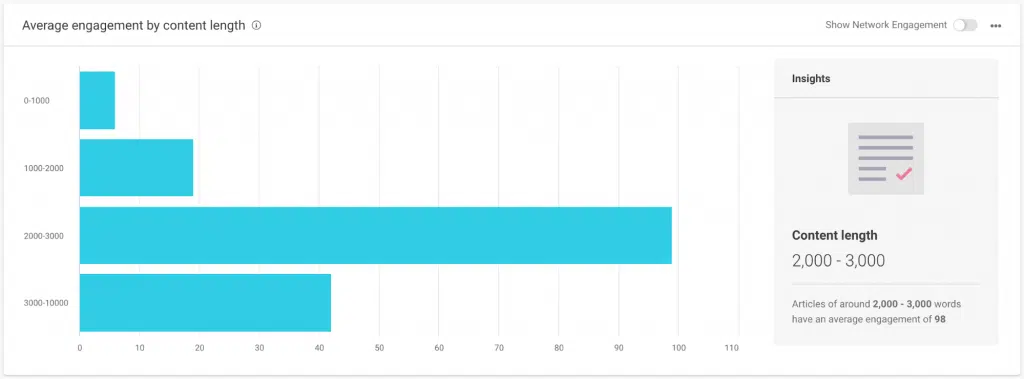 Average engagement by content length
Show Network Engagement
0-1000
1000-2000
2000-3000
3000-10000
0 10 20 30 40 50 60 70 80 90 100 110
Insights
Content length
2,000 - 3,000
Articles of around 2,000 - 3,000 words
have an average engagement of 98